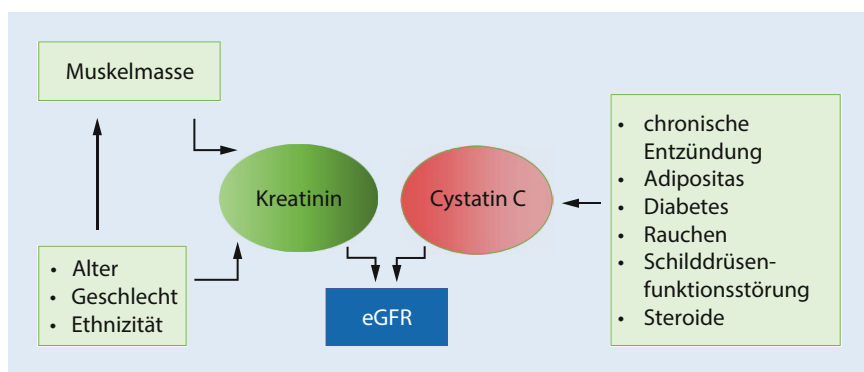 Muskelmasse
Kreatinin
Cystatin C
• Alter
• Geschlecht
• Ethnizität
eGFR
• chronische
Entzündung
• Adipositas
• Diabetes
• Rauchen
• Schilddrüsen-
funktionsstörung
• Steroide